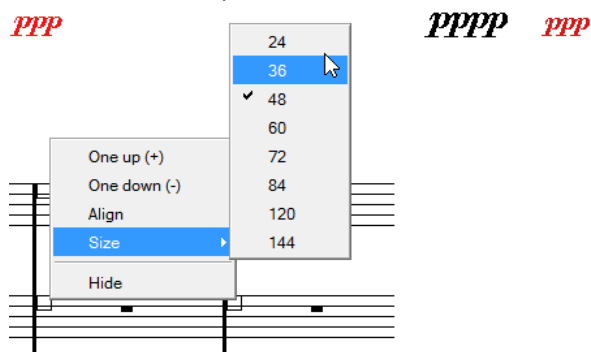 ppp
pppp
ppp
24
36
48
60
72
84
120
144
One up (+)
One down (-)
Align
Size
Hide